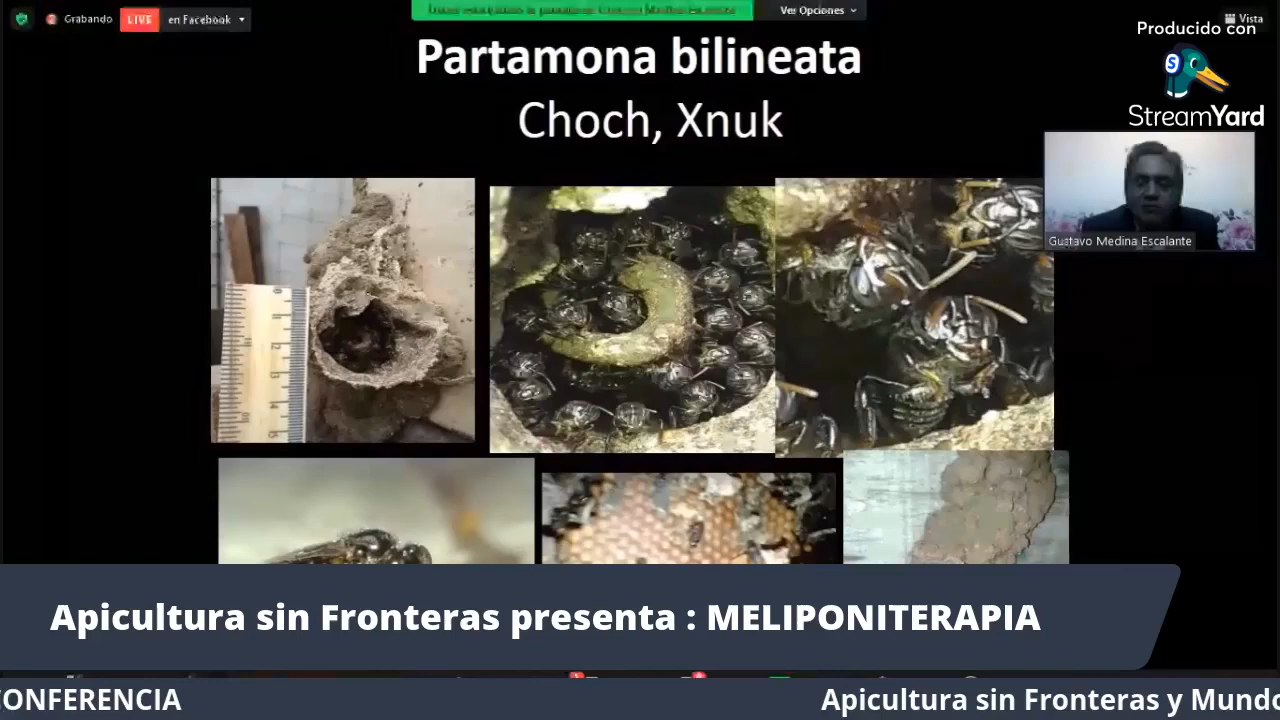 Grabando
LIVE
en Facebook
Ver Opciones
Vista
Producido con
S
StreamYard
Partamona bilineata
Choch, Xnuk
Gustavo Medina Escalante
Apicultura sin Fronteras presenta : MELIPONITERAPIA
CONFERENCIA
Apicultura sin Fronteras y Mundo